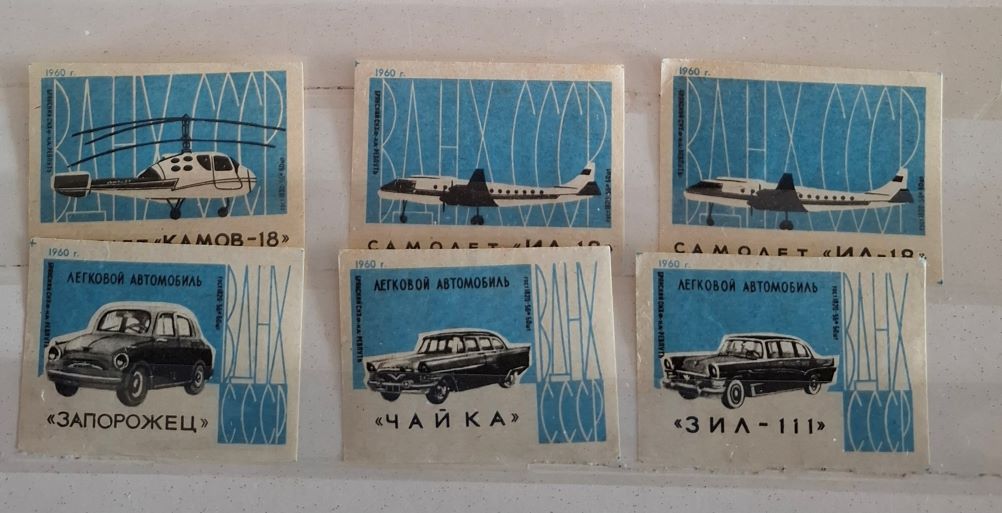 1960 г.
ВДНХ СССР
«КАМОВ-18»
1960 г.
ВДНХ СССР
САМОЛЕТ «ИЛ-18
1960 г.
ВДНХ СССР
САМОЛЕТ «ИЛ-18
1960 г.
ЛЕГКОВОЙ АВТОМОБИЛЬ
ВДНХ
СССР
«ЗАПОРОЖЕЦ»
1960 г.
ЛЕГКОВОЙ АВТОМОБИЛЬ
ВДНХ
СССР
«ЧАЙКА»
1960 г.
ЛЕГКОВОЙ АВТОМОБИЛЬ
ВДНХ
СССР
«ЗИЛ-111»